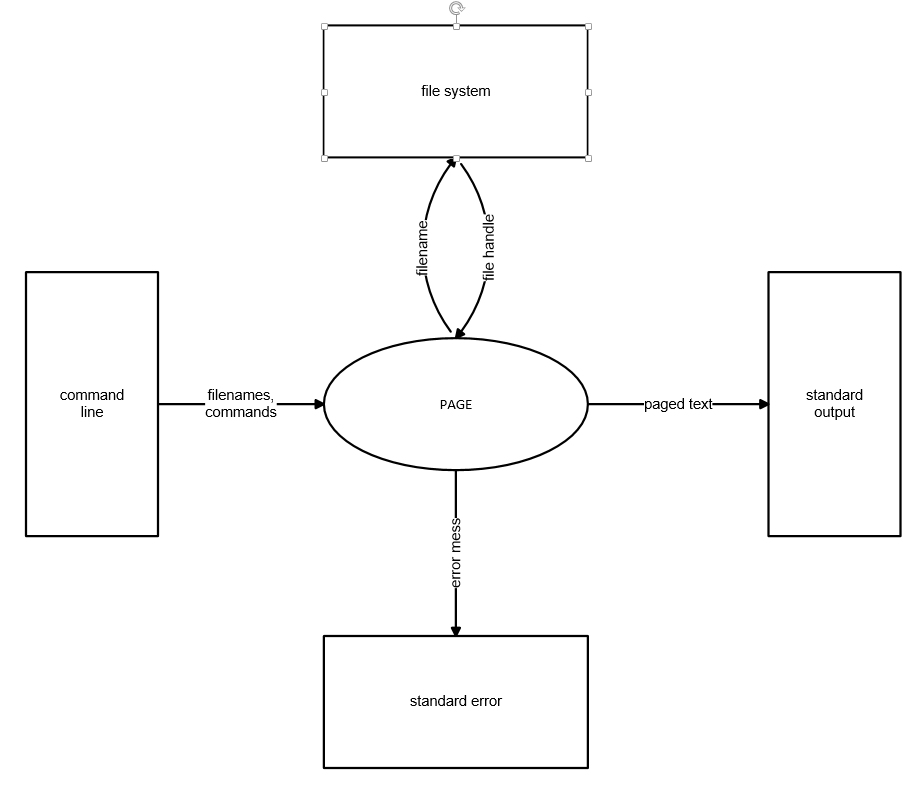 file system
filename
file handle
command
line
filenames,
commands
PAGE
paged text
standard
output
error mess
standard error